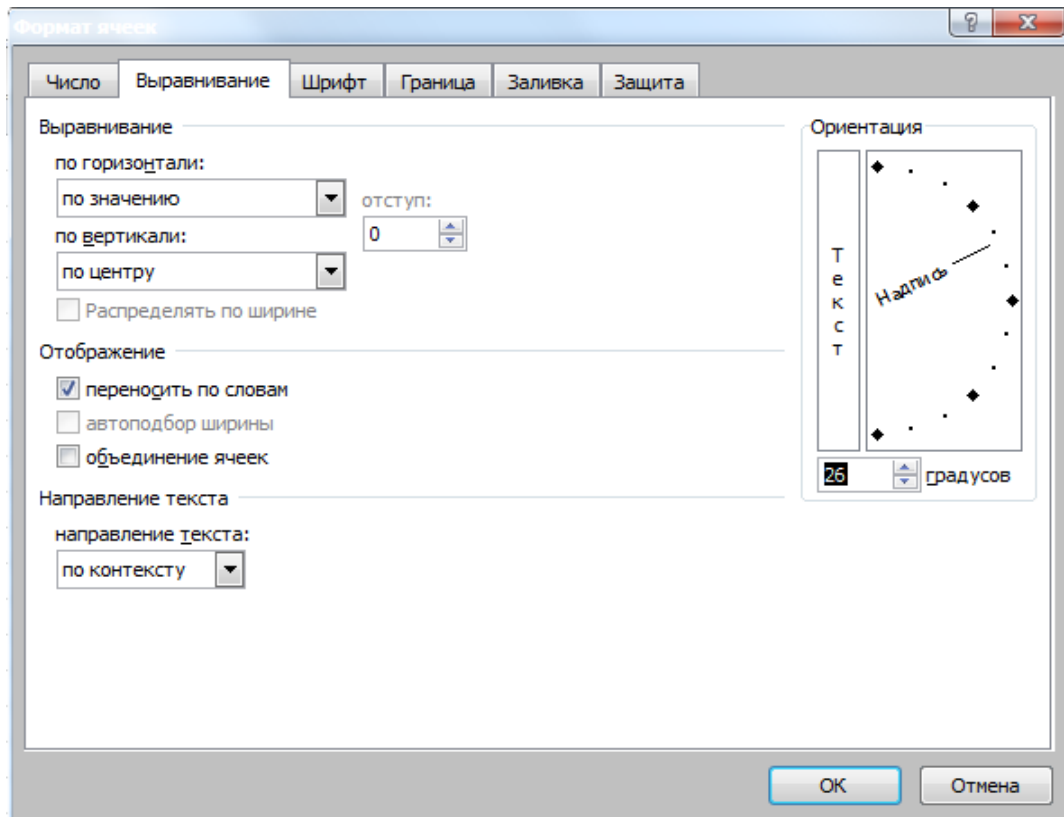 Формат ячеек
Число Выравнивание Шрифт Граница Заливка Защита
Выравнивание
по горизонтали:
по значению
отступ:
0
по вертикали:
по центру
Распределять по ширине
Отображение
переносить по словам
автоподбор ширины
объединение ячеек
Направление текста
направление текста:
по контексту
Ориентация
Текст
Надпись
26 градусов
ОК Отмена